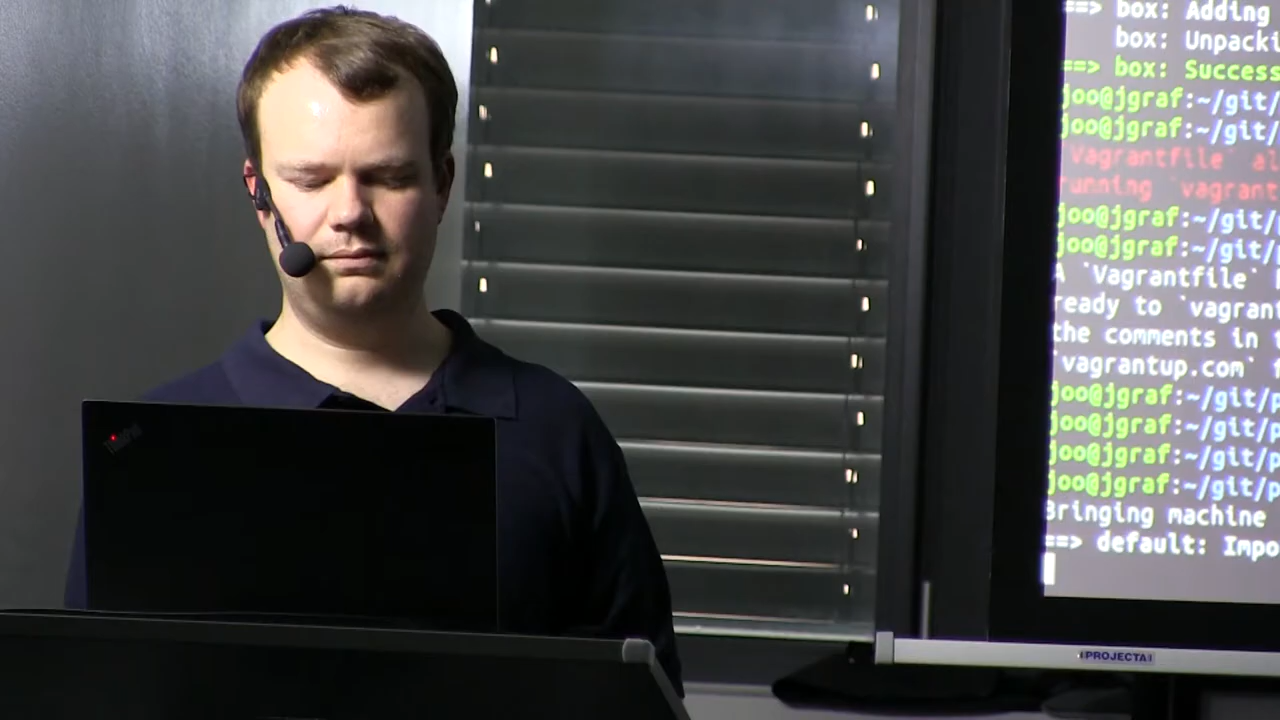 ThinkPad
==> box: Adding
box: Unpacki
==> box: Success
joo@jgraf:~/git/
joo@jgraf:~/git/
`Vagrantfile` al
running `vagrant
joo@jgraf:~/git/
joo@jgraf:~/git/
A `Vagrantfile`
ready to `vagrant
the comments in
`vagrantup.com` f
joo@jgraf:~/git/p
joo@jgraf:~/git/p
joo@jgraf:~/git/p
joo@jgraf:~/git/p
Bringing machine
==> default: Impo
PROJECTA